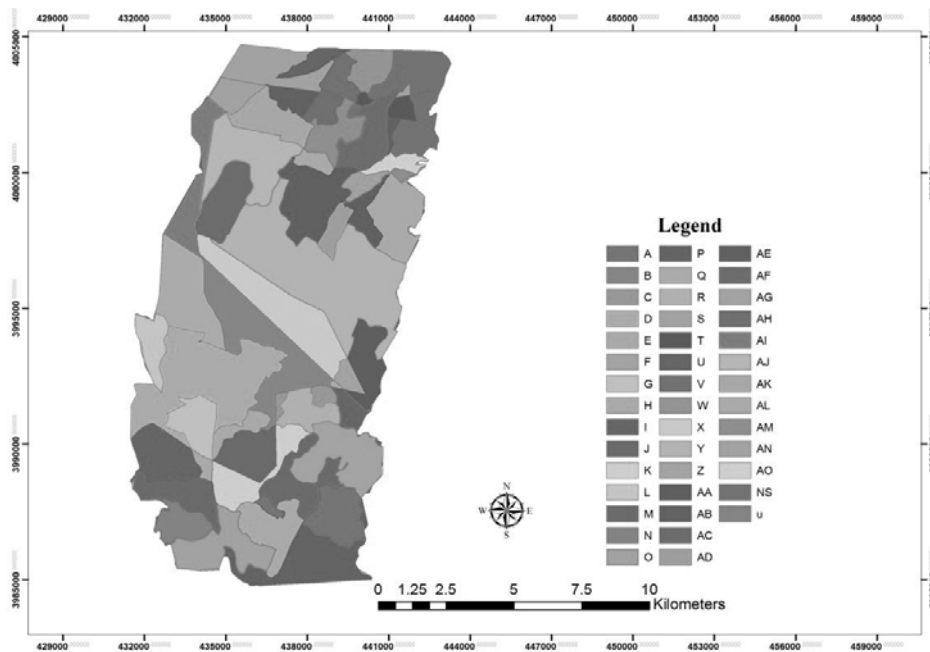 429000 432000 435000 438000 441000 444000 447000 450000 453000 456000 459000
4005000
4000000
3995000
3990000
3985000
Legend
A P AE
B Q AF
C R AG
D S AH
E T AI
F U AJ
G V AK
H W AL
I X AM
J Y AN
K Z AO
L AA NS
M AB u
N AC
O AD
N
W E
S
0 1.25 2.5 5 7.5 10
Kilometers
429000 432000 435000 438000 441000 444000 447000 450000 453000 456000 459000